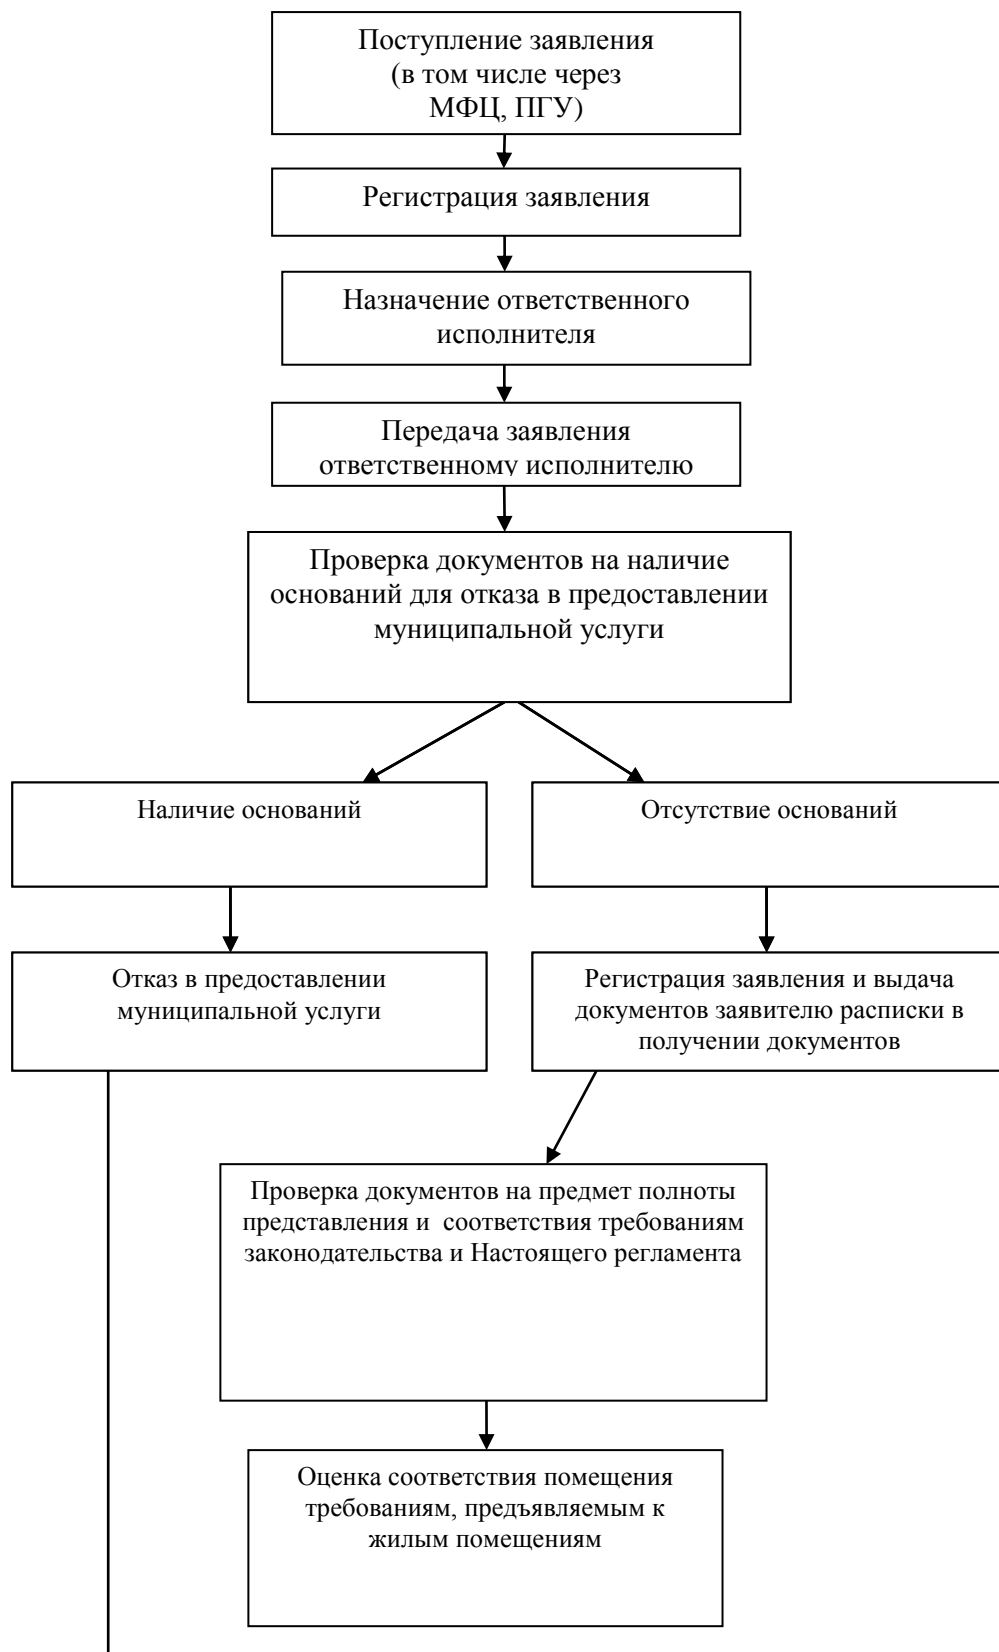 Поступление заявления
(в том числе через
МФЦ, ПГУ)
Регистрация заявления
Назначение ответственного
исполнителя
Передача заявления
ответственному исполнителю
Проверка документов на наличие
оснований для отказа в предоставлении
муниципальной услуги
Наличие оснований
Отсутствие оснований
Отказ в предоставлении
муниципальной услуги
Регистрация заявления и выдача
документов заявителю расписки в
получении документов
Проверка документов на предмет полноты
представления и  соответствия требованиям
законодательства и Настоящего регламента
Оценка соответствия помещения
требованиям, предъявляемым к
жилым помещениям